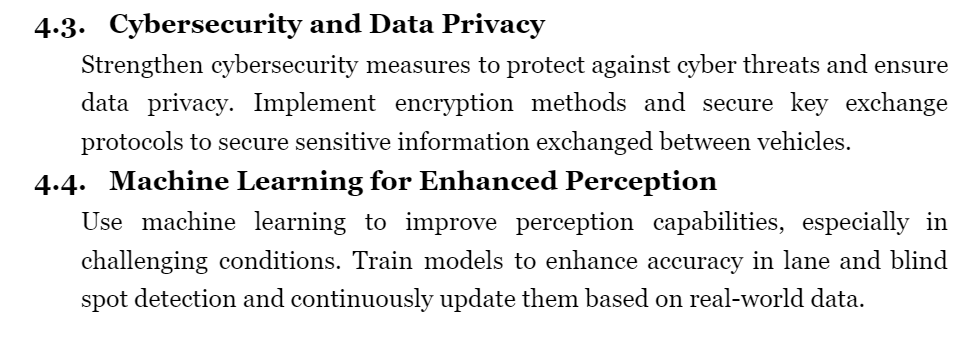 4.3. Cybersecurity and Data Privacy
Strengthen cybersecurity measures to protect against cyber threats and ensure
data privacy. Implement encryption methods and secure key exchange
protocols to secure sensitive information exchanged between vehicles.
4.4. Machine Learning for Enhanced Perception
Use machine learning to improve perception capabilities, especially in
challenging conditions. Train models to enhance accuracy in lane and blind
spot detection and continuously update them based on real-world data.